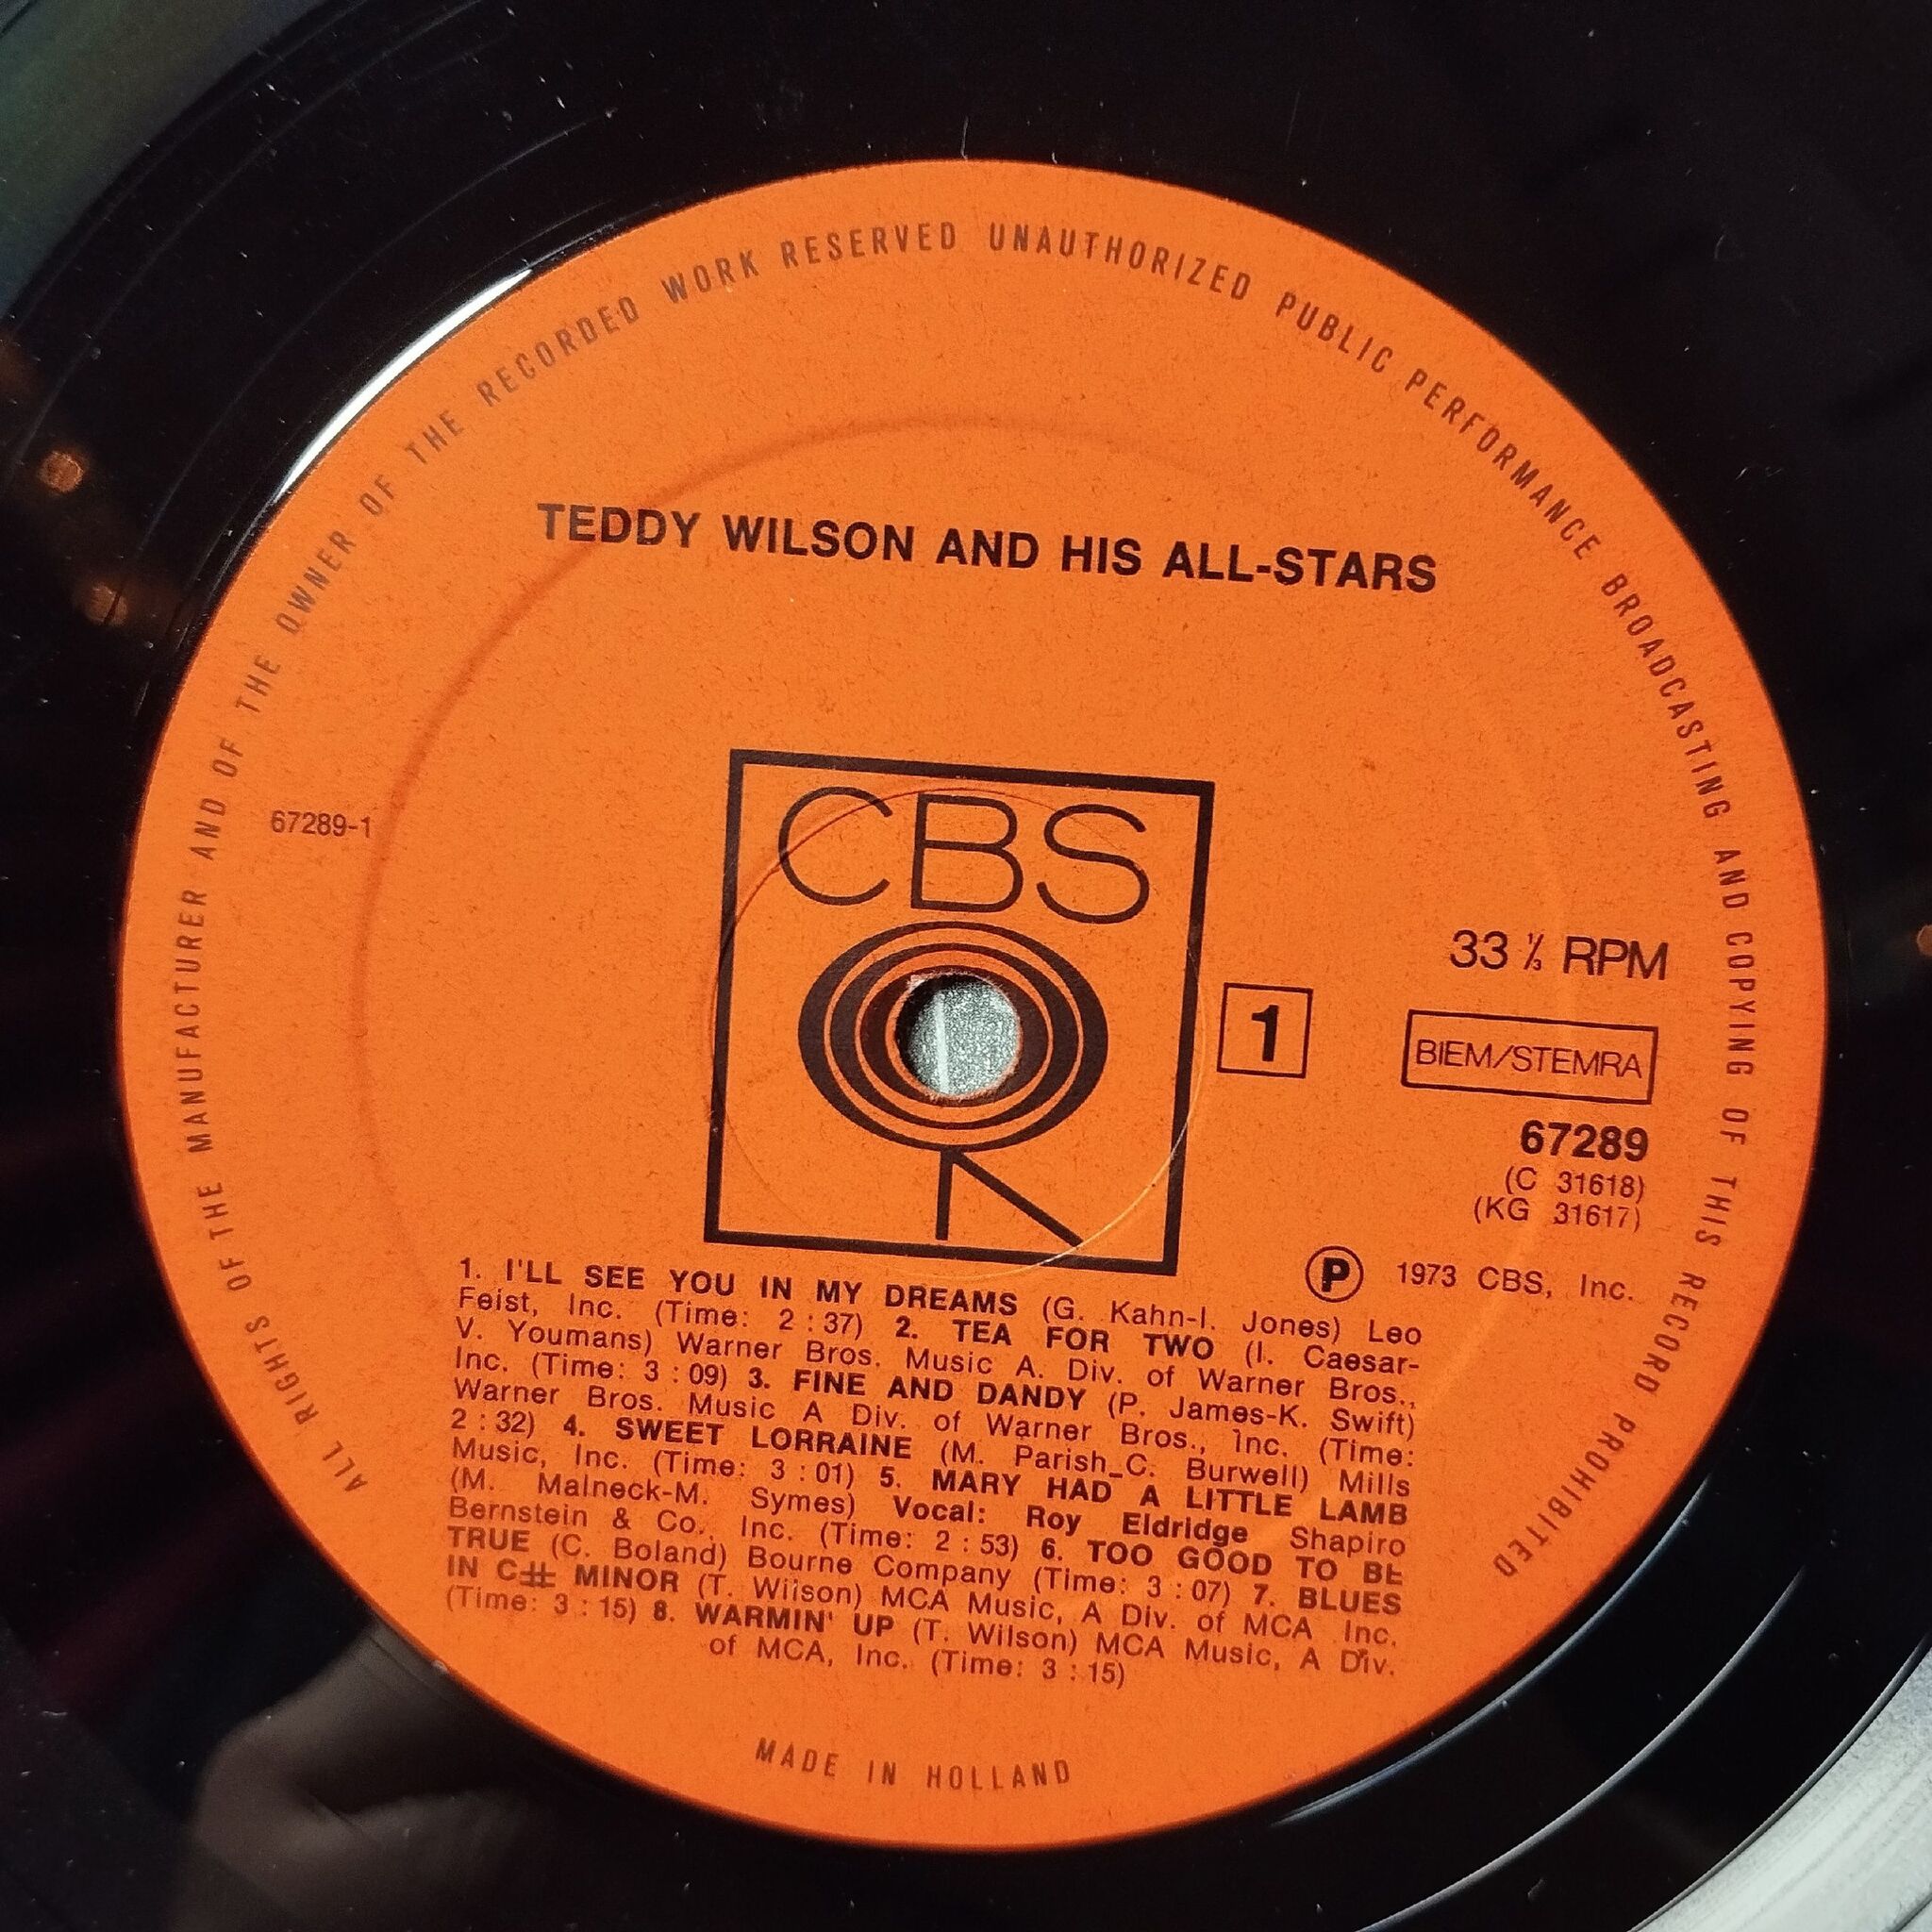 ALL RIGHTS OF THE MANUFACTURER AND OF THE OWNER OF THE RECORDED WORK RESERVED UNAUTHORIZED PUBLIC PERFORMANCE BROADCASTING AND COPYING OF THIS RECORD PROHIBITED
TEDDY WILSON AND HIS ALL-STARS
67289-1
CBS
1
33 ⅓ RPM
BIEM/STEMRA
67289
(C 31618)
(KG 31617)
Ⓟ 1973 CBS, Inc.
1. I'LL SEE YOU IN MY DREAMS (G. Kahn-I. Jones) Leo
Feist, Inc. (Time: 2 : 37) 2. TEA FOR TWO (I. Caesar-
V. Youmans) Warner Bros. Music A. Div. of Warner Bros.,
Inc. (Time: 3 : 09) 3. FINE AND DANDY (P. James-K. Swift)
Warner Bros. Music A Div. of Warner Bros., Inc. (Time:
2 : 32) 4. SWEET LORRAINE (M. Parish-C. Burwell) Mills
Music, Inc. (Time: 3 : 01) 5. MARY HAD A LITTLE LAMB
(M. Malneck-M. Symes) Vocal: Roy Eldridge Shapiro
Bernstein & Co., Inc. (Time: 2 : 53) 6. TOO GOOD TO BE
TRUE (C. Boland) Bourne Company (Time: 3 : 07) 7. BLUES
IN C# MINOR (T. Wilson) MCA Music, A Div. of MCA Inc.
(Time: 3 : 15) 8. WARMIN' UP (T. Wilson) MCA Music, A Div.
of MCA, Inc. (Time: 3 : 15)
MADE IN HOLLAND